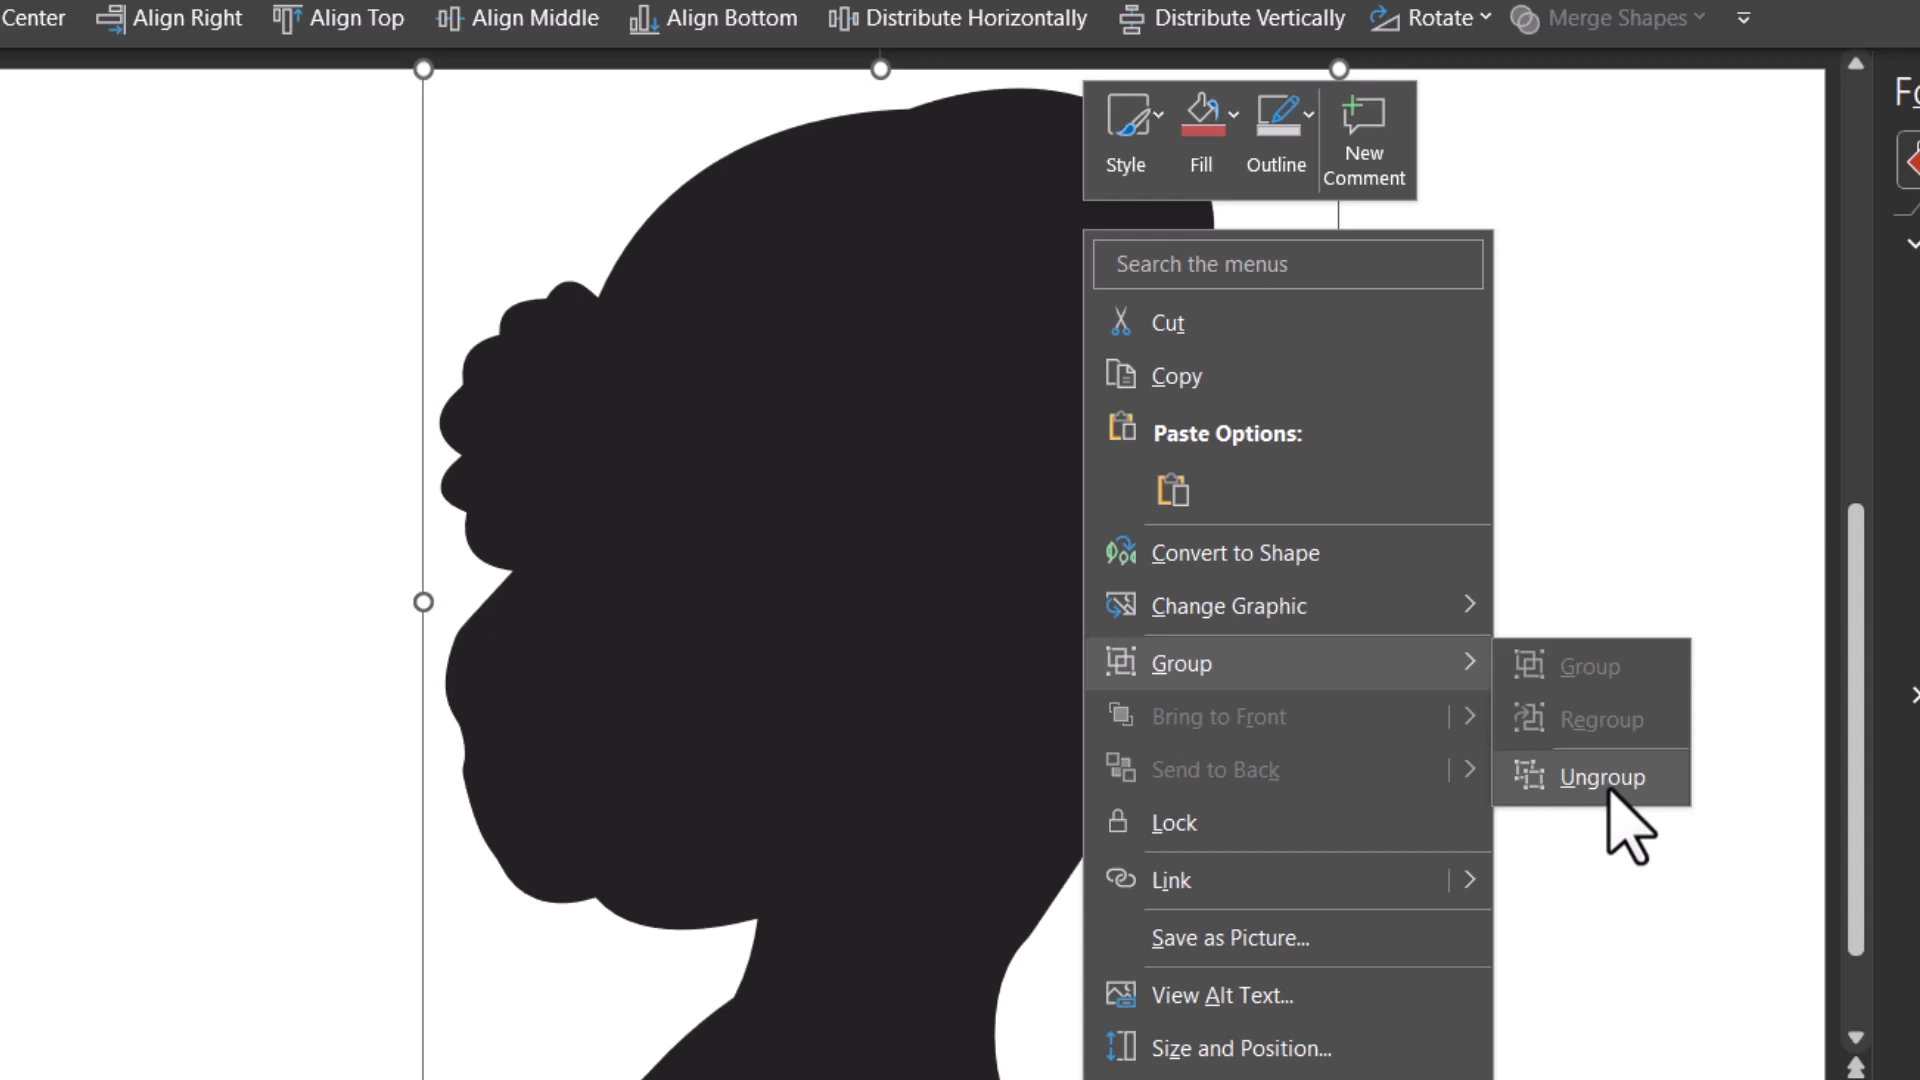 Center Align Right Align Top Align Middle Align Bottom Distribute Horizontally Distribute Vertically Rotate Merge Shapes
Style Fill Outline New Comment
Search the menus
Cut
Copy
Paste Options:
Convert to Shape
Change Graphic
Group
Bring to Front
Send to Back
Lock
Link
Save as Picture...
View Alt Text...
Size and Position...
Group
Regroup
Ungroup